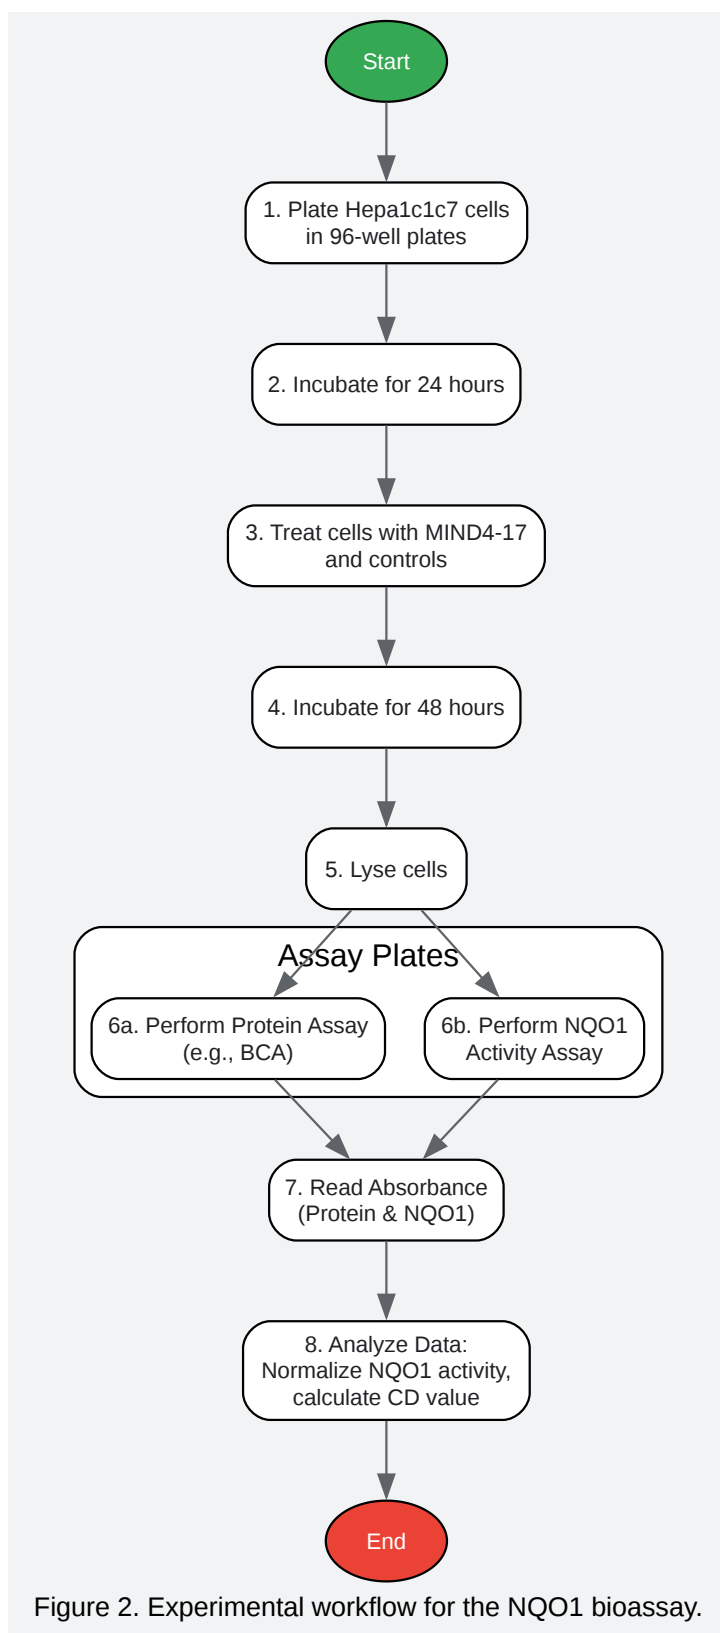 Start
1. Plate Hepa1c1c7 cells
in 96-well plates
2. Incubate for 24 hours
3. Treat cells with MIND4-17
and controls
4. Incubate for 48 hours
5. Lyse cells
Assay Plates
6a. Perform Protein Assay
(e.g., BCA)
6b. Perform NQO1
Activity Assay
7. Read Absorbance
(Protein & NQO1)
8. Analyze Data:
Normalize NQO1 activity,
calculate CD value
End
Figure 2. Experimental workflow for the NQO1 bioassay.